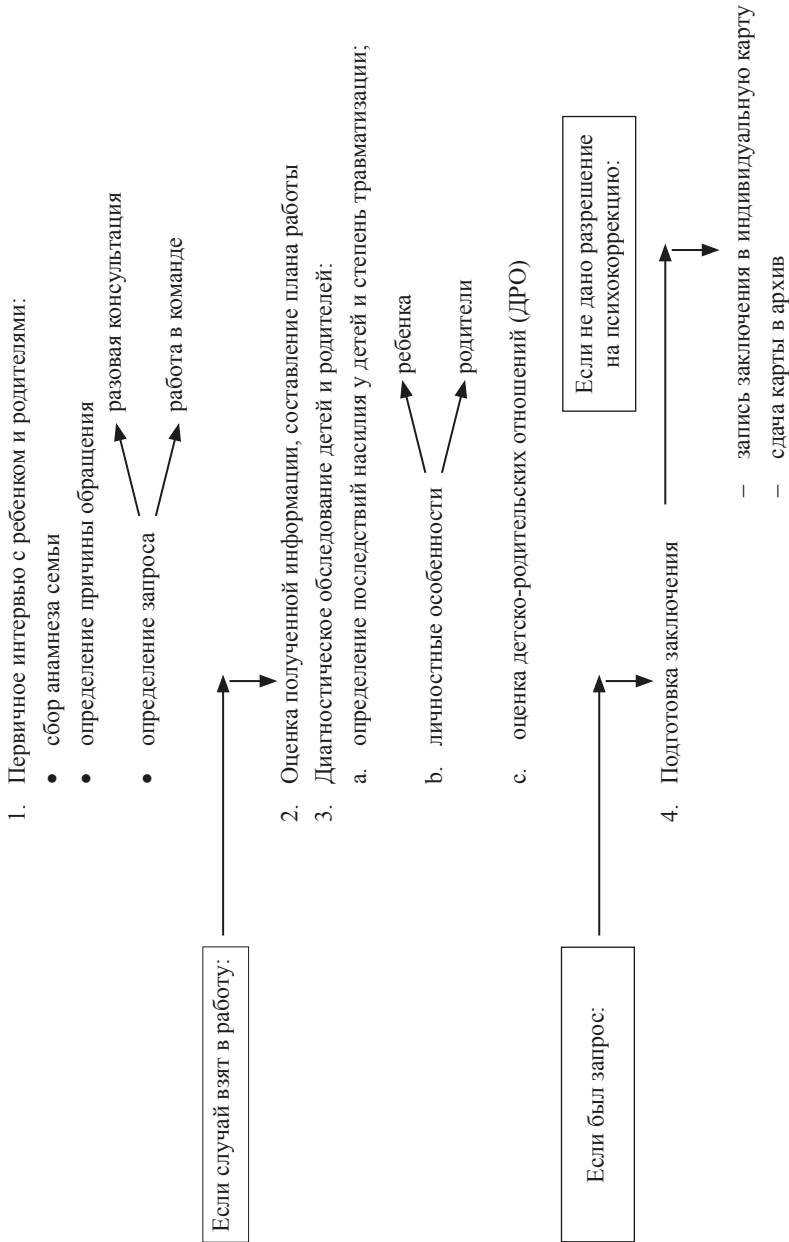 1. Первичное интервью с ребенком и родителями:
● сбор анамнеза семьи
● определение причины обращения
разовая консультация
● определение запроса
работа в команде
Если случай взят в работу:
2. Оценка полученной информации, составление плана работы
3. Диагностическое обследование детей и родителей:
a. определение последствий насилия у детей и степень травматизации;
ребенка
b. личностные особенности
родители
c. оценка детско-родительских отношений (ДРО)
Если был запрос:
Если не дано разрешение
на психокоррекцию:
4. Подготовка заключения
– запись заключения в индивидуальную карту
– сдача карты в архив